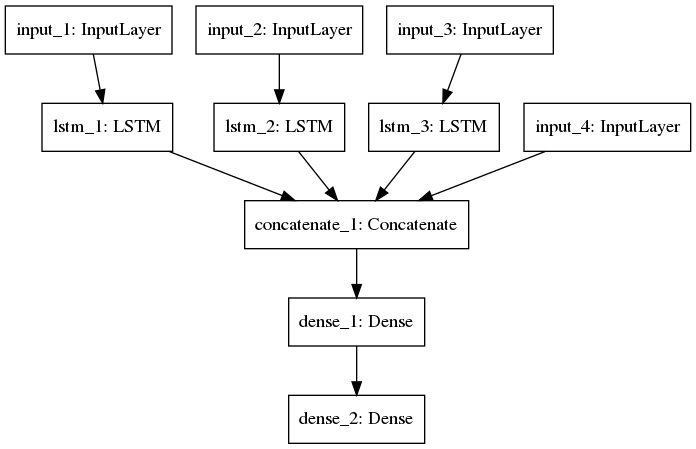 input_1: InputLayer
input_2: InputLayer
input_3: InputLayer
lstm_1: LSTM
lstm_2: LSTM
lstm_3: LSTM
input_4: InputLayer
concatenate_1: Concatenate
dense_1: Dense
dense_2: Dense